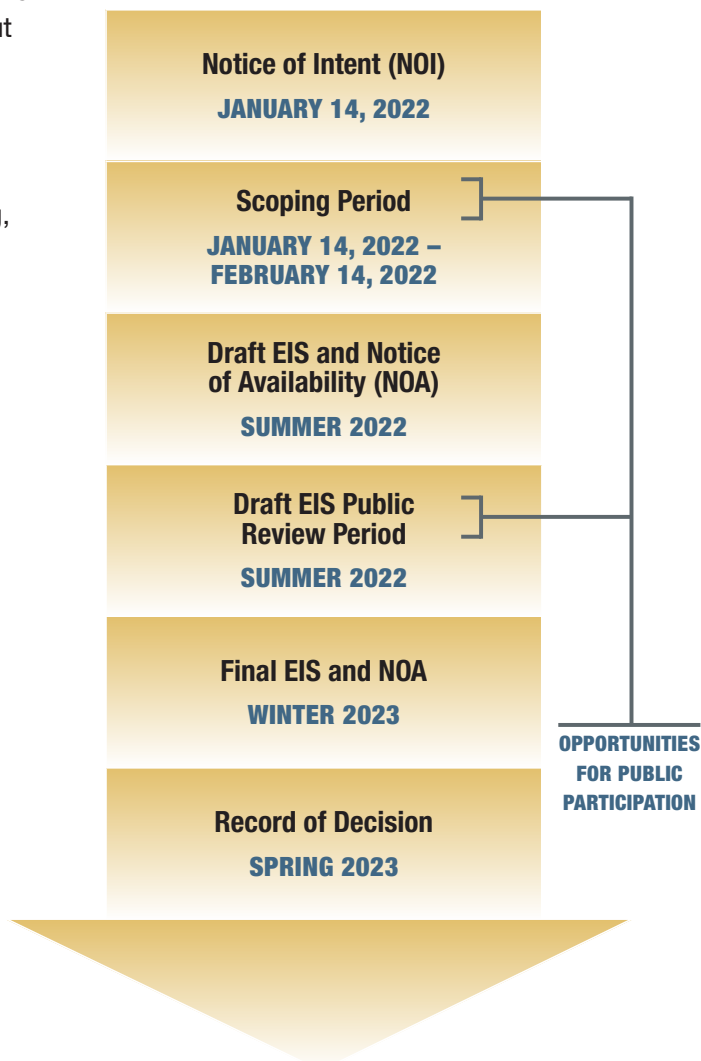 Notice of Intent (NOI)
JANUARY 14, 2022
Scoping Period
JANUARY 14, 2022 –
FEBRUARY 14, 2022
Draft EIS and Notice
of Availability (NOA)
SUMMER 2022
Draft EIS Public
Review Period
SUMMER 2022
Final EIS and NOA
WINTER 2023
OPPORTUNITIES
FOR PUBLIC
PARTICIPATION
Record of Decision
SPRING 2023